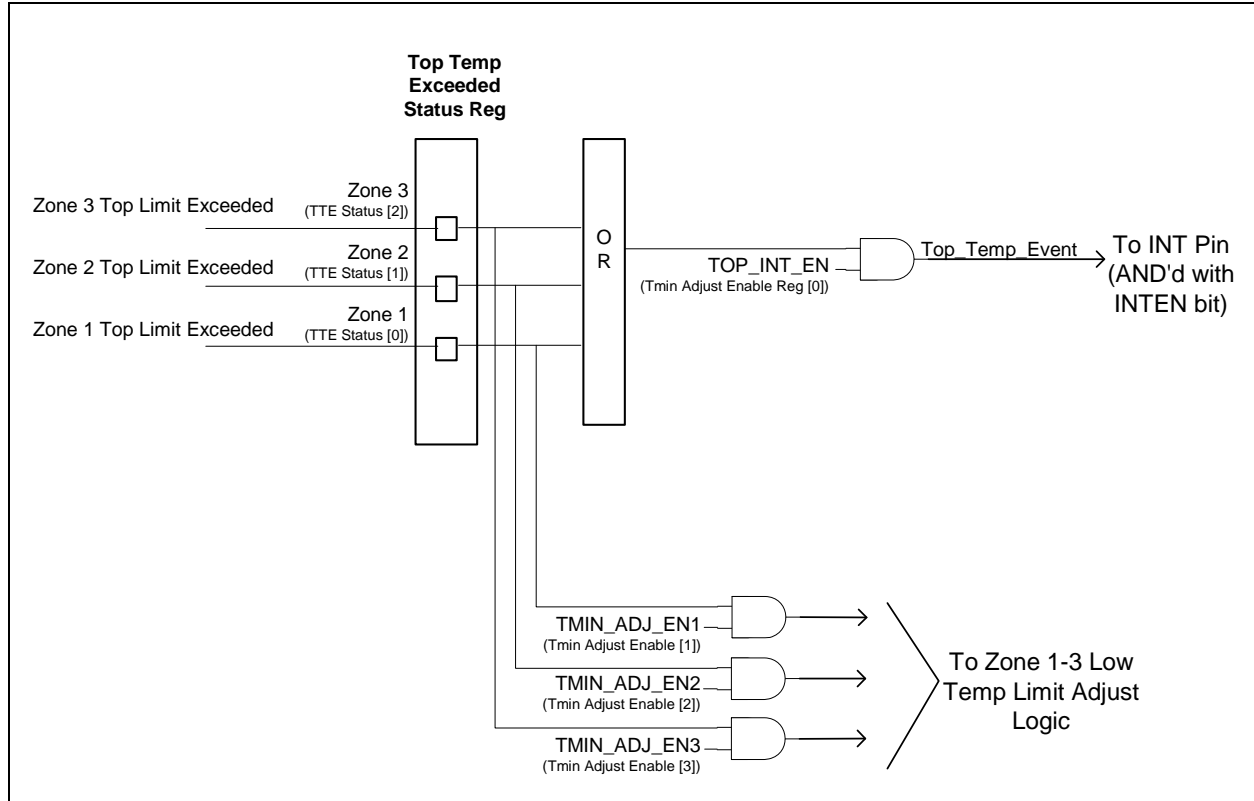 Top Temp
Exceeded
Status Reg
Zone 3 Top Limit Exceeded
Zone 3
(TTE Status [2])
Zone 2 Top Limit Exceeded
Zone 2
(TTE Status [1])
Zone 1 Top Limit Exceeded
Zone 1
(TTE Status [0])
O
R
TOP_INT_EN
(Tmin Adjust Enable Reg [0])
Top_Temp_Event
To INT Pin
(AND'd with
INTEN bit)
TMIN_ADJ_EN1
(Tmin Adjust Enable [1])
TMIN_ADJ_EN2
(Tmin Adjust Enable [2])
TMIN_ADJ_EN3
(Tmin Adjust Enable [3])
To Zone 1-3 Low
Temp Limit Adjust
Logic